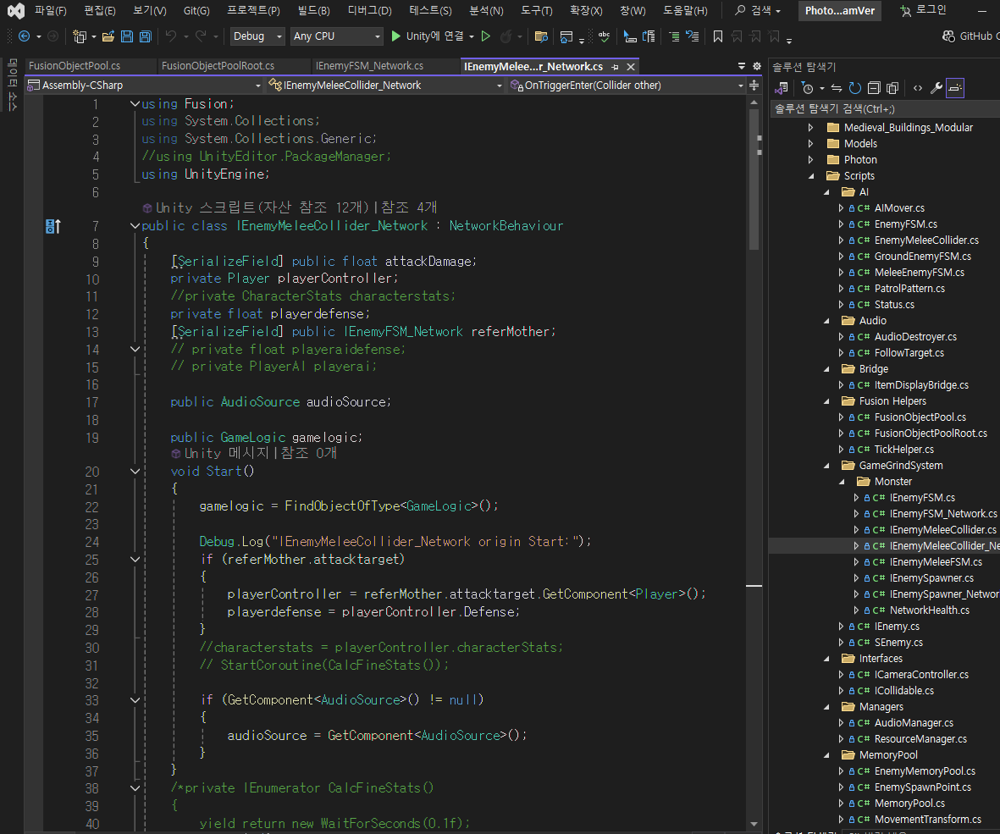 파일(F) 편집(E) 보기(V) Git(G) 프로젝트(P) 빌드(B) 디버그(D) 테스트(S) 분석(N) 도구(T) 확장(X) 창(W) 도움말(H) 검색 Photo...amVer 로그인
Debug Any CPU Unity에 연결 GitHub C
데이터 소스
FusionObjectPool.cs FusionObjectPoolRoot.cs IEnemyFSM_Network.cs IEnemyMelee...r_Network.cs
Assembly-CSharp IEnemyMeleeCollider_Network OnTriggerEnter(Collider other)
1 using Fusion;
2 using System.Collections;
3 using System.Collections.Generic;
4 //using UnityEditor.PackageManager;
5 using UnityEngine;
6
Unity 스크립트(자산 참조 12개)|참조 4개
7 public class IEnemyMeleeCollider_Network : NetworkBehaviour
8 {
9 [SerializeField] public float attackDamage;
10 private Player playerController;
11 //private CharacterStats characterstats;
12 private float playerdefense;
13 [SerializeField] public IEnemyFSM_Network referMother;
14 // private float playeraidefense;
15 // private PlayerAI playerai;
16
17 public AudioSource audioSource;
18
19 public GameLogic gamelogic;
Unity 메시지|참조 0개
20 void Start()
21 {
22 gamelogic = FindObjectOfType<GameLogic>();
23
24 Debug.Log("IEnemyMeleeCollider_Network origin Start:");
25 if (referMother.attacktarget)
26 {
27 playerController = referMother.attacktarget.GetComponent<Player>();
28 playerdefense = playerController.Defense;
29 }
30 //characterstats = playerController.characterStats;
31 // StartCoroutine(CalcFineStats());
32
33 if (GetComponent<AudioSource>() != null)
34 {
35 audioSource = GetComponent<AudioSource>();
36 }
37 }
38 /*private IEnumerator CalcFineStats()
39 {
40 yield return new WaitForSeconds(0.1f);
솔루션 탐색기
솔루션 탐색기 검색(Ctrl+;)
Medieval_Buildings_Modular
Models
Photon
Scripts
AI
C# AIMover.cs
C# EnemyFSM.cs
C# EnemyMeleeCollider.cs
C# GroundEnemyFSM.cs
C# MeleeEnemyFSM.cs
C# PatrolPattern.cs
C# Status.cs
Audio
C# AudioDestroyer.cs
C# FollowTarget.cs
Bridge
C# ItemDisplayBridge.cs
Fusion Helpers
C# FusionObjectPool.cs
C# FusionObjectPoolRoot.cs
C# TickHelper.cs
GameGrindSystem
Monster
C# IEnemyFSM.cs
C# IEnemyFSM_Network.cs
C# IEnemyMeleeCollider.cs
C# IEnemyMeleeCollider_Ne
C# IEnemyMeleeFSM.cs
C# IEnemySpawner.cs
C# IEnemySpawner_Networ
C# NetworkHealth.cs
C# IEnemy.cs
C# SEnemy.cs
Interfaces
C# ICameraController.cs
C# ICollidable.cs
Managers
C# AudioManager.cs
C# ResourceManager.cs
MemoryPool
C# EnemyMemoryPool.cs
C# EnemySpawnPoint.cs
C# MemoryPool.cs
C# MovementTransform.cs